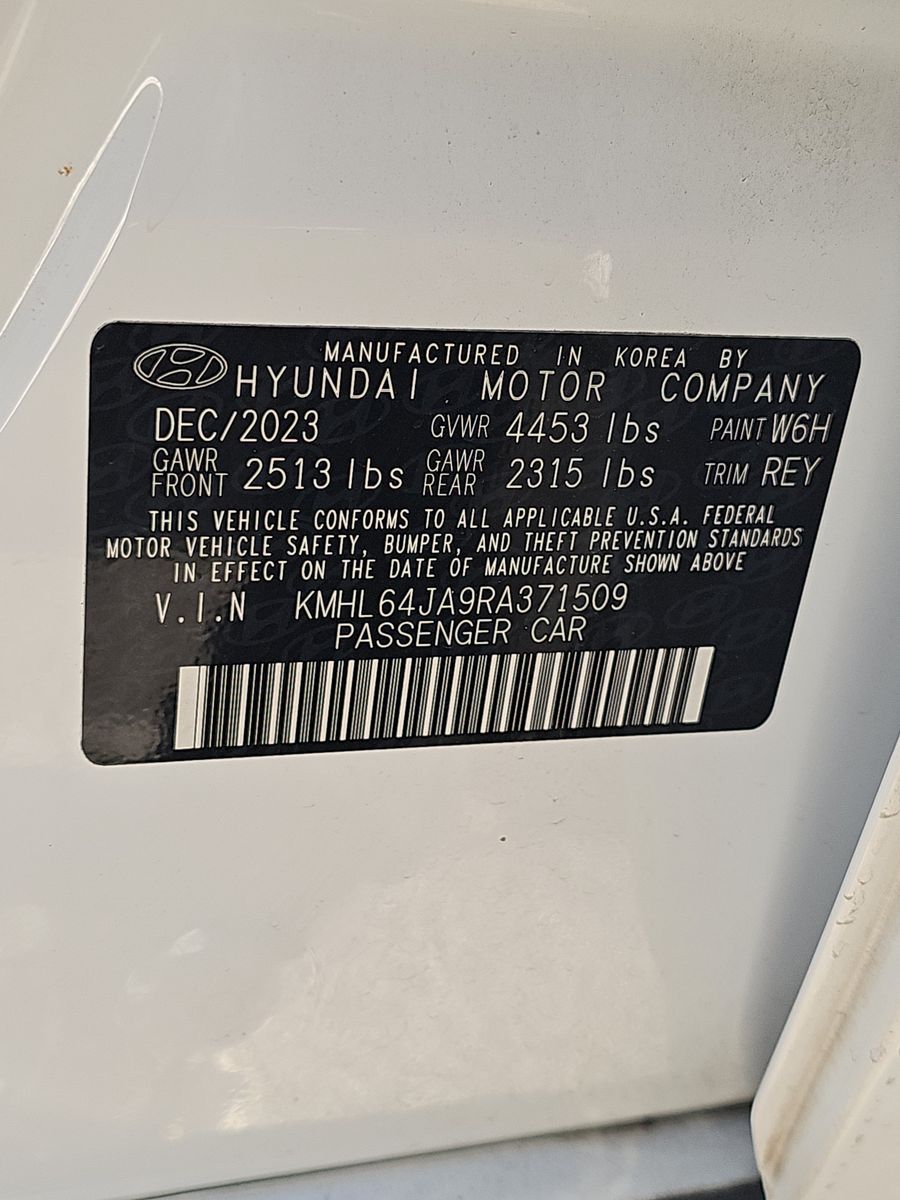 MANUFACTURED IN KOREA BY
HYUNDAI MOTOR COMPANY
DEC/2023 GVWR 4453 lbs PAINT W6H
GAWR FRONT 2513 lbs GAWR REAR 2315 lbs TRIM REY
THIS VEHICLE CONFORMS TO ALL APPLICABLE U.S.A. FEDERAL
MOTOR VEHICLE SAFETY, BUMPER, AND THEFT PREVENTION STANDARDS
IN EFFECT ON THE DATE OF MANUFACTURE SHOWN ABOVE
V.I.N KMHL64JA9RA371509
PASSENGER CAR